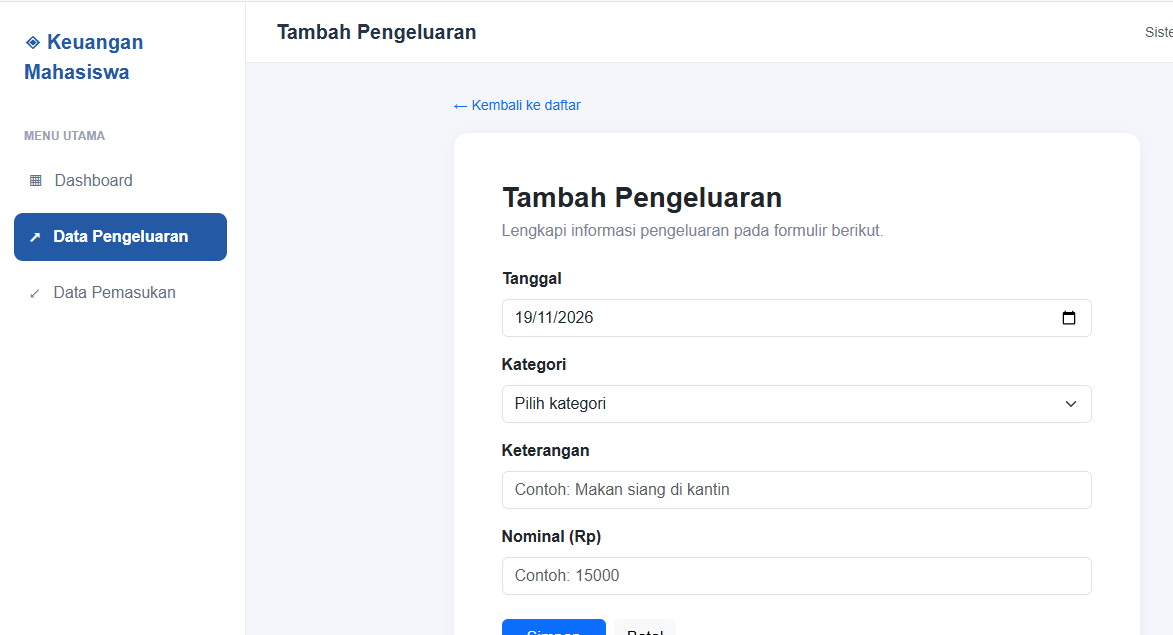 Keuangan
Mahasiswa
MENU UTAMA
Dashboard
Data Pengeluaran
Data Pemasukan
Tambah Pengeluaran
← Kembali ke daftar
Tambah Pengeluaran
Lengkapi informasi pengeluaran pada formulir berikut.
Tanggal
19/11/2026
Kategori
Pilih kategori
Keterangan
Contoh: Makan siang di kantin
Nominal (Rp)
Contoh: 15000
Simpan
Batal